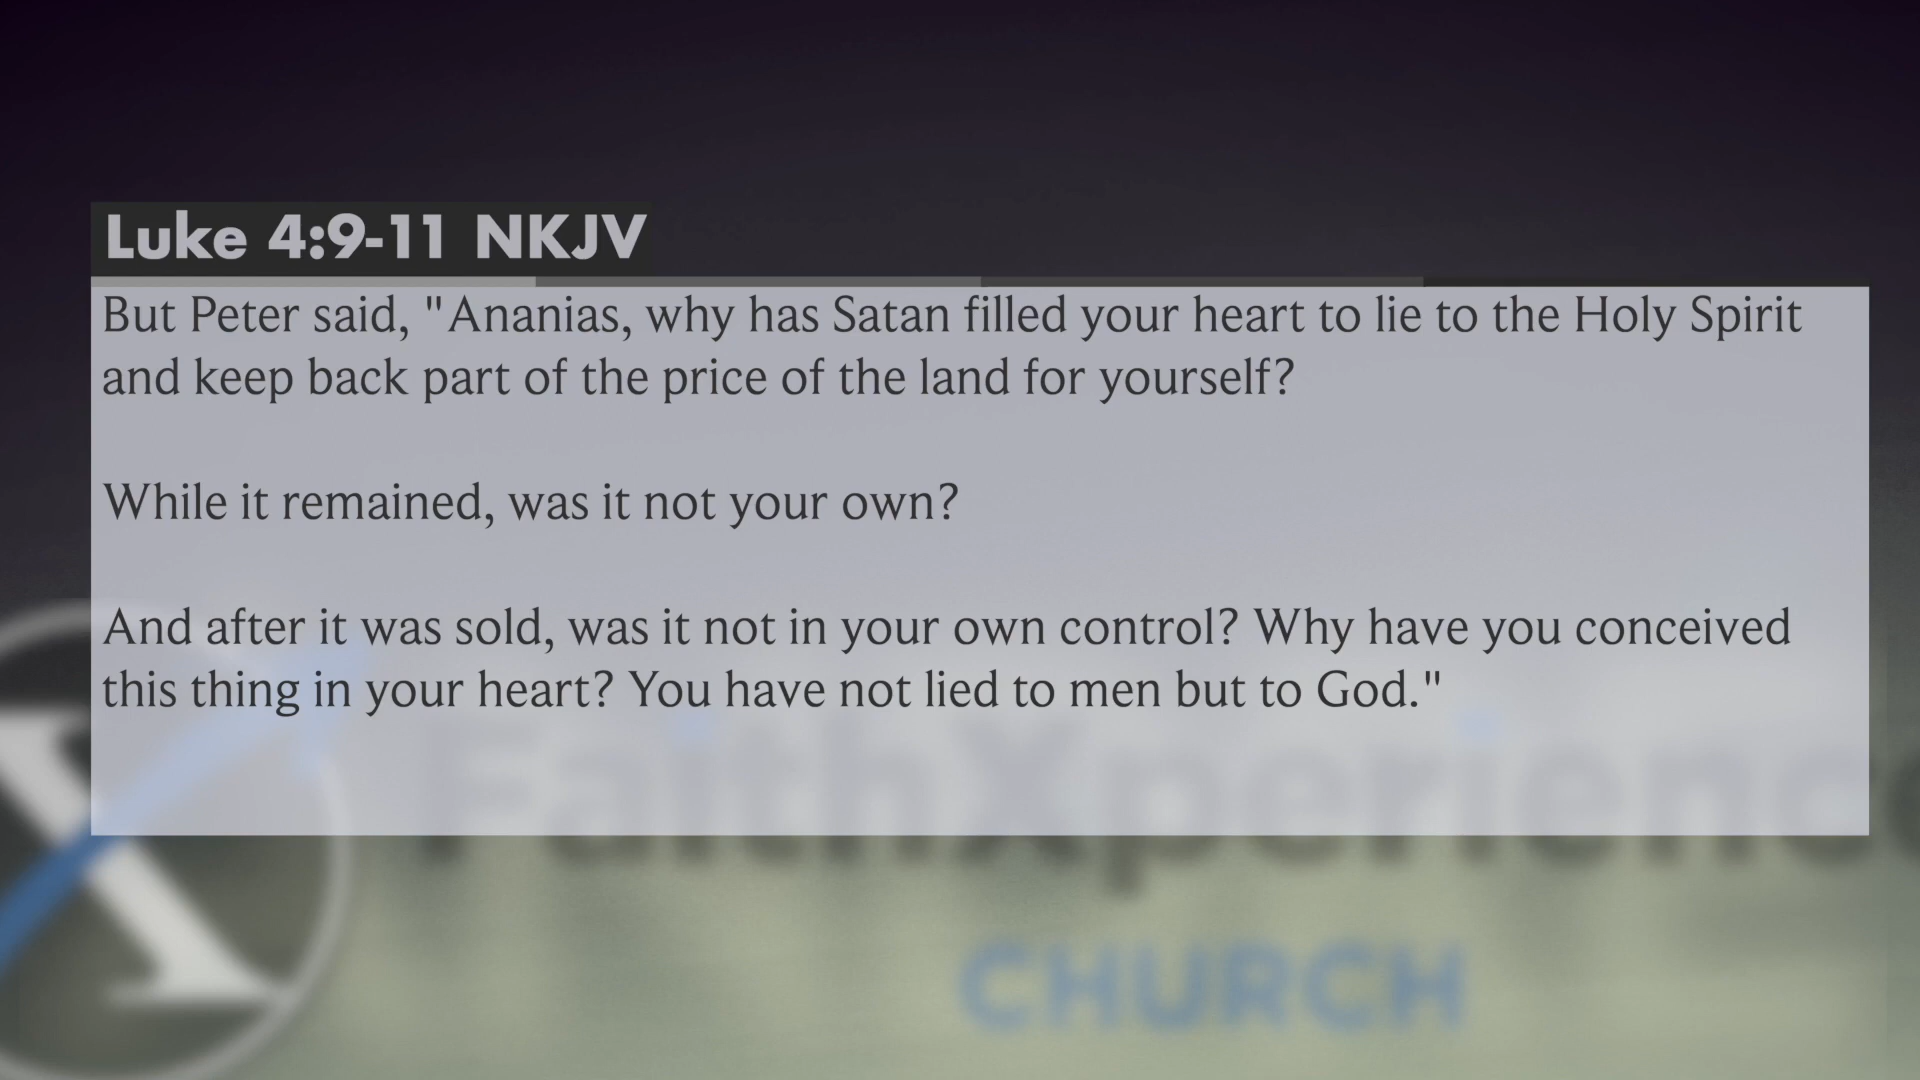 Luke 4:9-11 NKJV
But Peter said, "Ananias, why has Satan filled your heart to lie to the Holy Spirit
and keep back part of the price of the land for yourself?
While it remained, was it not your own?
And after it was sold, was it not in your own control? Why have you conceived
this thing in your heart? You have not lied to men but to God."
FaithXperience
CHURCH